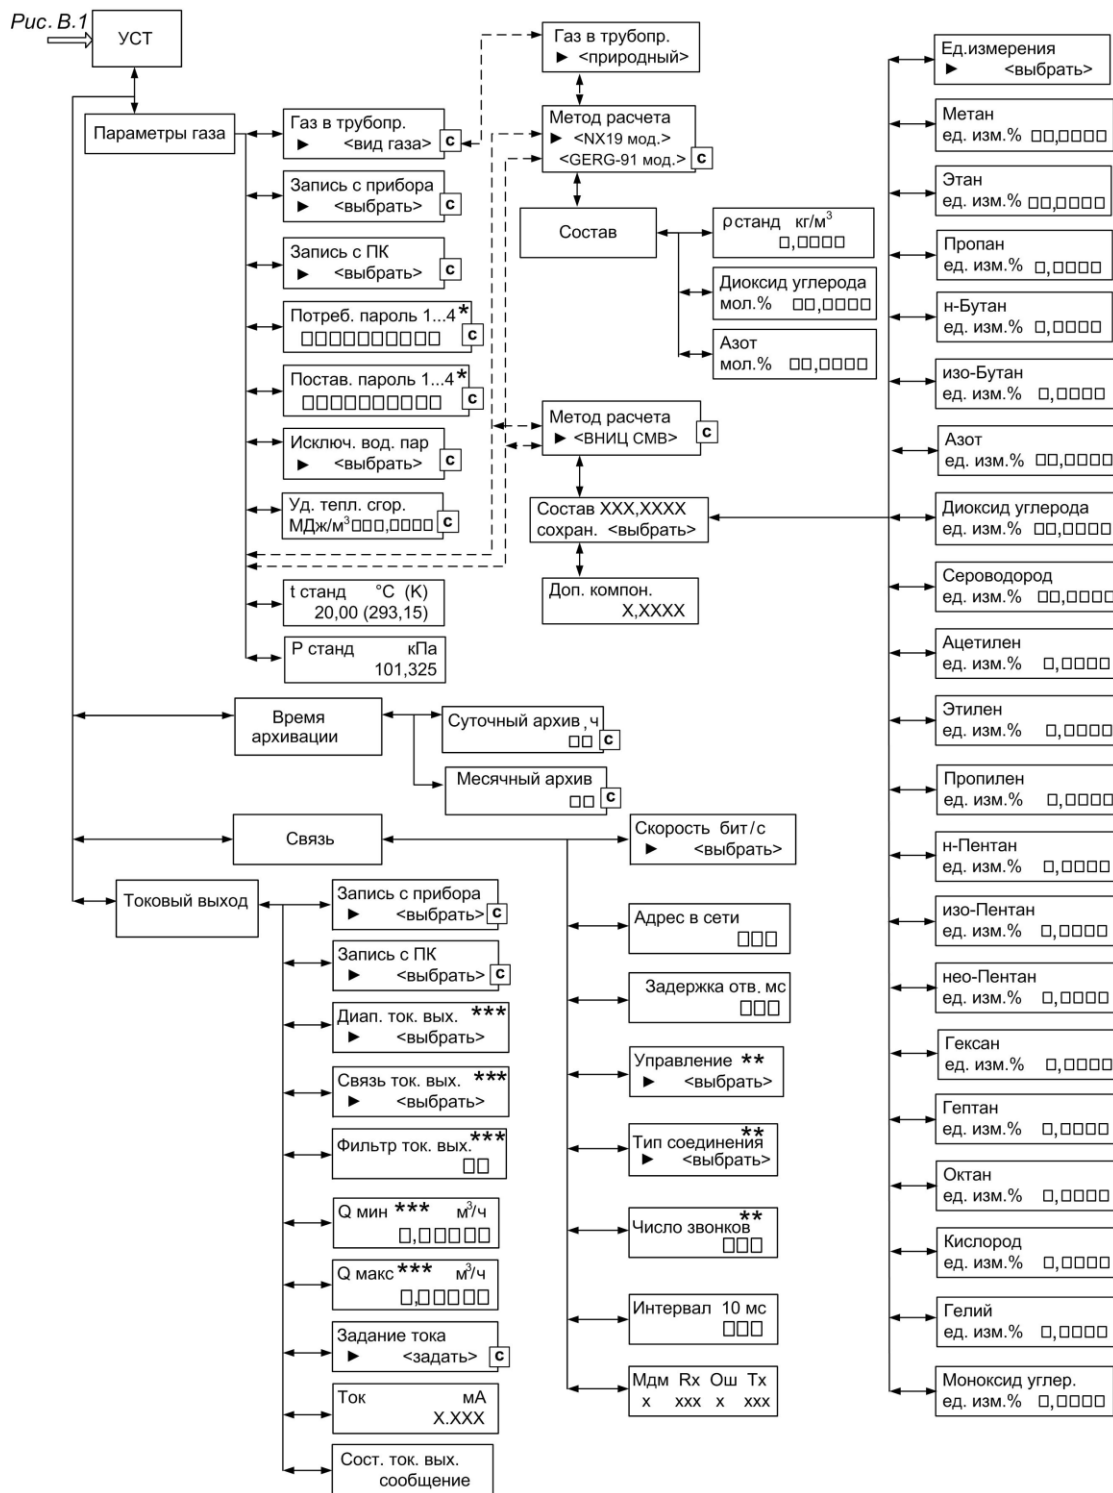 Рис. В.1
УСТ
Параметры газа
Газ в трубопр.
► <вид газа> с
Запись с прибора
► <выбрать> с
Запись с ПК
► <выбрать> с
Потреб. пароль 1...4*
□□□□□□□□□□ с
Постав. пароль 1...4*
□□□□□□□□□□ с
Исключ. вод. пар
► <выбрать> с
Уд. тепл. сгор.
МДж/м³□□□,□□□□ с
t станд °С (К)
20,00 (293,15)
Р станд кПа
101,325
Газ в трубопр.
► <природный>
Метод расчета
► <NX19 мод.>
<GERG-91 мод.> с
Состав
ρстанд кг/м³
□,□□□□
Диоксид углерода
мол.% □□,□□□□
Азот
мол.% □□,□□□□
Метод расчета
► <ВНИЦ СМВ> с
Состав ХХХ,ХХХХ
сохран. <выбрать>
Доп. компон.
Х,ХХХХ
Ед.измерения
► <выбрать>
Метан
ед. изм.% □□,□□□□
Этан
ед. изм.% □□,□□□□
Пропан
ед. изм.% □,□□□□
н-Бутан
ед. изм.% □,□□□□
изо-Бутан
ед. изм.% □,□□□□
Азот
ед. изм.% □□,□□□□
Диоксид углерода
ед. изм.% □□,□□□□
Сероводород
ед. изм.% □□,□□□□
Ацетилен
ед. изм.% □,□□□□
Этилен
ед. изм.% □,□□□□
Пропилен
ед. изм.% □,□□□□
н-Пентан
ед. изм.% □,□□□□
изо-Пентан
ед. изм.% □,□□□□
нео-Пентан
ед. изм.% □,□□□□
Гексан
ед. изм.% □,□□□□
Гептан
ед. изм.% □,□□□□
Октан
ед. изм.% □,□□□□
Кислород
ед. изм.% □,□□□□
Гелий
ед. изм.% □,□□□□
Моноксид углер.
ед. изм.% □,□□□□
Время
архивации
Суточный архив,ч
□□ с
Месячный архив
□□ с
Связь
Скорость бит/с
► <выбрать>
Адрес в сети
□□□
Задержка отв. мс
□□□
Управление **
► <выбрать>
Тип соединения**
► <выбрать>
Число звонков**
□□□
Интервал 10 мс
□□□
Мдм Rx Ош Tx
x xxx x xxx
Токовый выход
Запись с прибора
► <выбрать> с
Запись с ПК
► <выбрать> с
Диап. ток. вых. ***
► <выбрать>
Связь ток. вых. ***
► <выбрать>
Фильтр ток. вых.***
□□
Q мин *** м³/ч
□,□□□□□
Q макс *** м³/ч
□,□□□□□
Задание тока
► <задать> с
Ток мА
Х.ХХХ
Сост. ток. вых.
сообщение